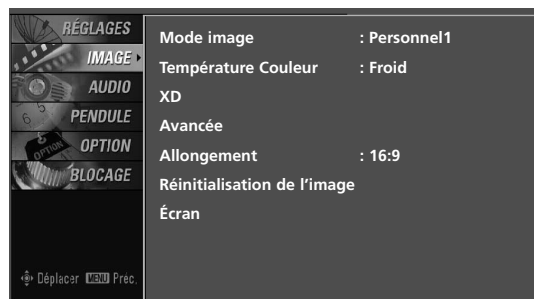 RÉGLAGES
IMAGE
AUDIO
PENDULE
OPTION
BLOCAGE
Déplacer MENU Préc.
Mode image : Personnel1
Température Couleur : Froid
XD
Avancée
Allongement : 16:9
Réinitialisation de l'image
Écran